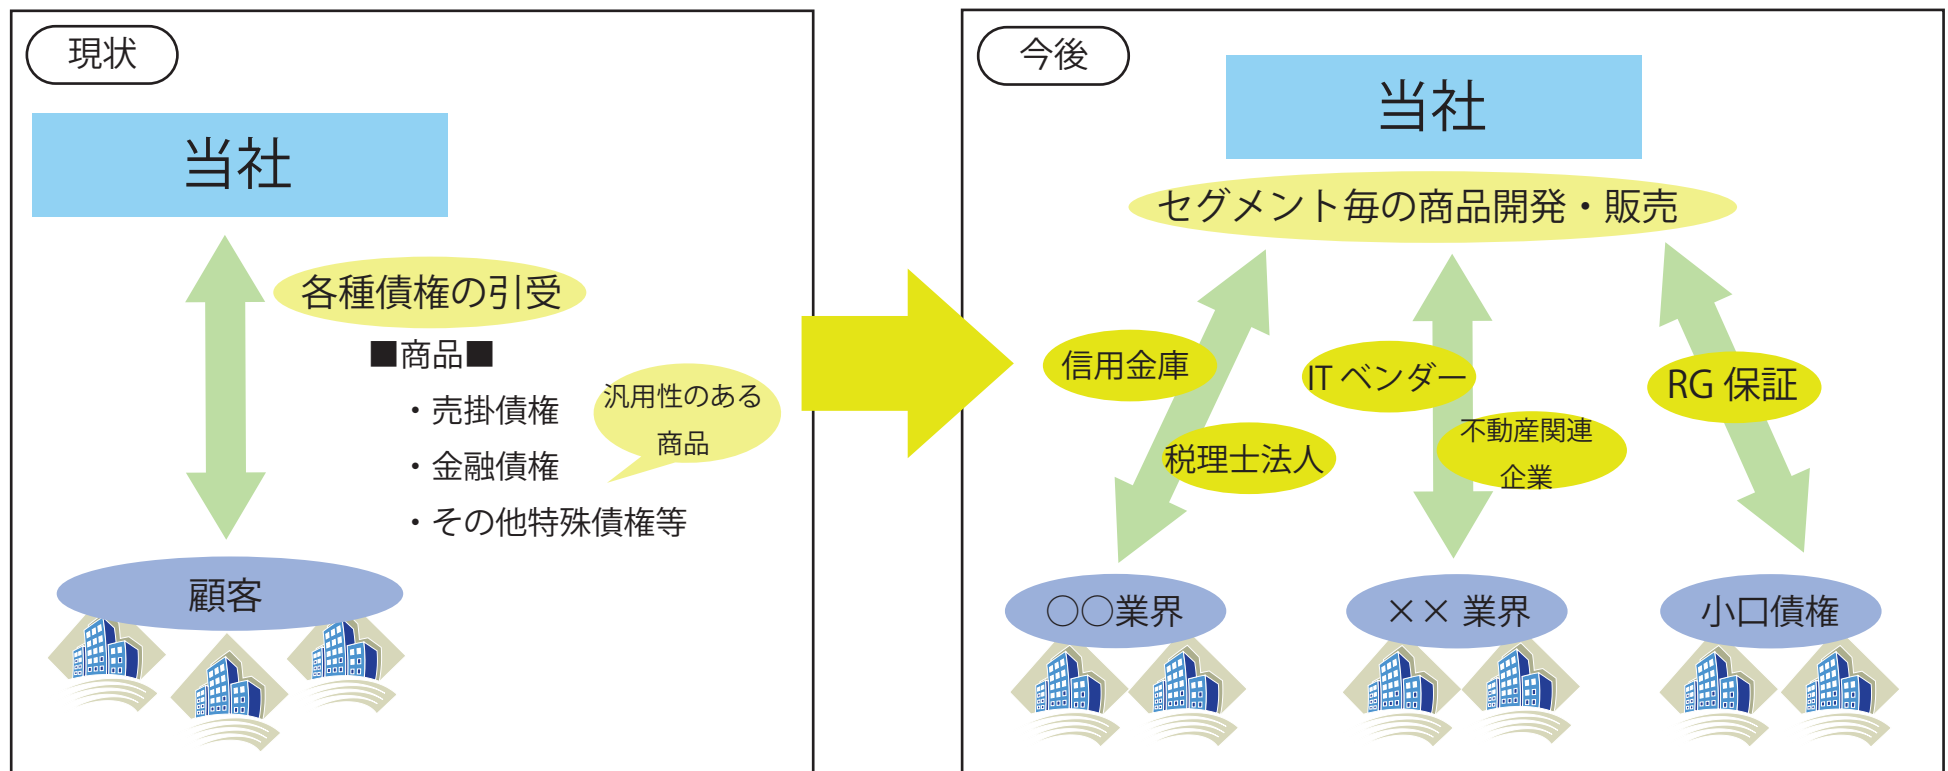 現状
当社
各種債権の引受
■商品■
・売掛債権
・金融債権
・その他特殊債権等
汎用性のある
商品
顧客
今後
当社
セグメント毎の商品開発・販売
信用金庫
税理士法人
ITベンダー
不動産関連
企業
RG保証
○○業界
××業界
小口債権